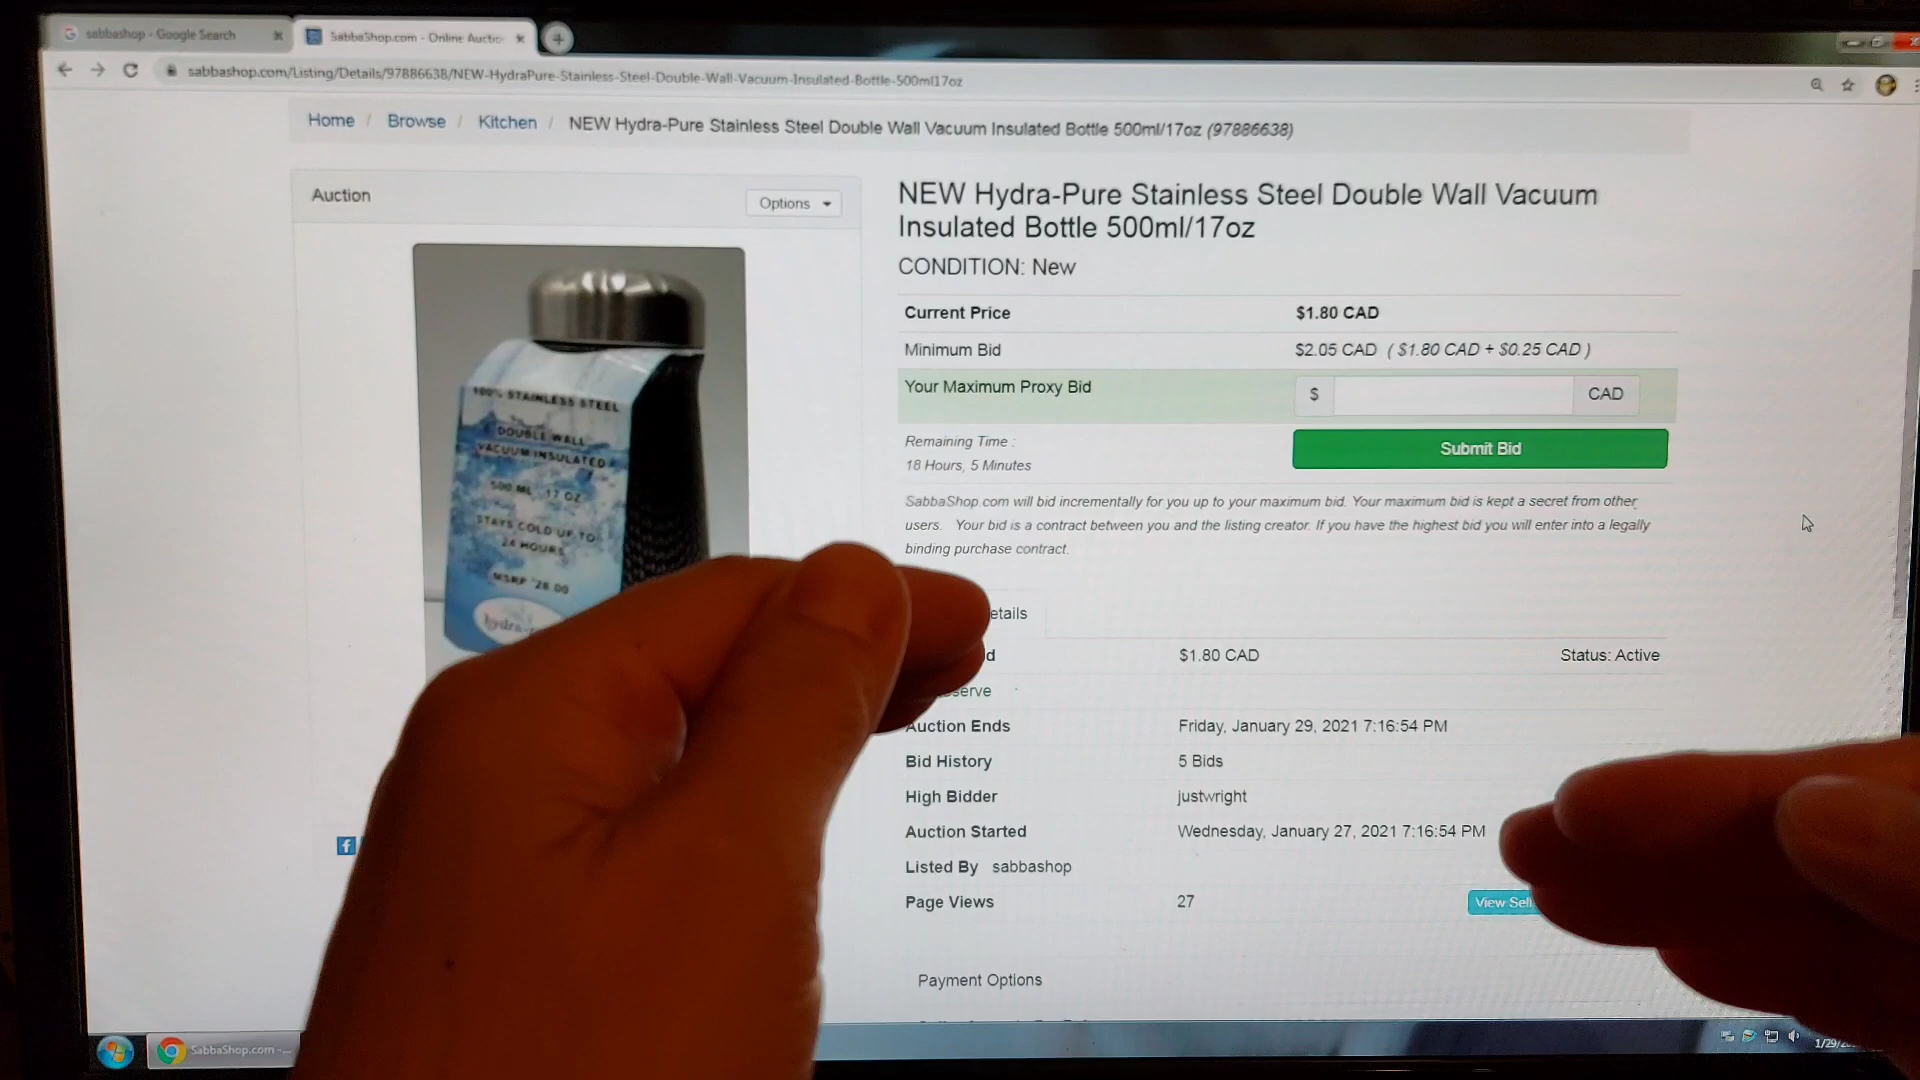 sabbashop - Google Search
SabbaShop.com - Online Auctio
sabbashop.com/Listing/Details/97886638/NEW-HydraPure-Stainless-Steel-Double-Wall-Vacuum-Insulated-Bottle-500ml17oz
Home / Browse / Kitchen / NEW Hydra-Pure Stainless Steel Double Wall Vacuum Insulated Bottle 500ml/17oz (97886638)
Auction
Options
100% STAINLESS STEEL
DOUBLE WALL
VACUUM INSULATED
500 ML 17 OZ
STAYS COLD UP TO
24 HOURS
MSRP $28.00
NEW Hydra-Pure Stainless Steel Double Wall Vacuum
Insulated Bottle 500ml/17oz
CONDITION: New
Current Price $1.80 CAD
Minimum Bid $2.05 CAD ( $1.80 CAD + $0.25 CAD )
Your Maximum Proxy Bid $ CAD
Remaining Time :
18 Hours, 5 Minutes
Submit Bid
SabbaShop.com will bid incrementally for you up to your maximum bid. Your maximum bid is kept a secret from other
users. Your bid is a contract between you and the listing creator. If you have the highest bid you will enter into a legally
binding purchase contract.
etails
d $1.80 CAD Status: Active
serve
Auction Ends Friday, January 29, 2021 7:16:54 PM
Bid History 5 Bids
High Bidder justwright
Auction Started Wednesday, January 27, 2021 7:16:54 PM
Listed By sabbashop
Page Views 27
View Sell
Payment Options
SabbaShop.com -...